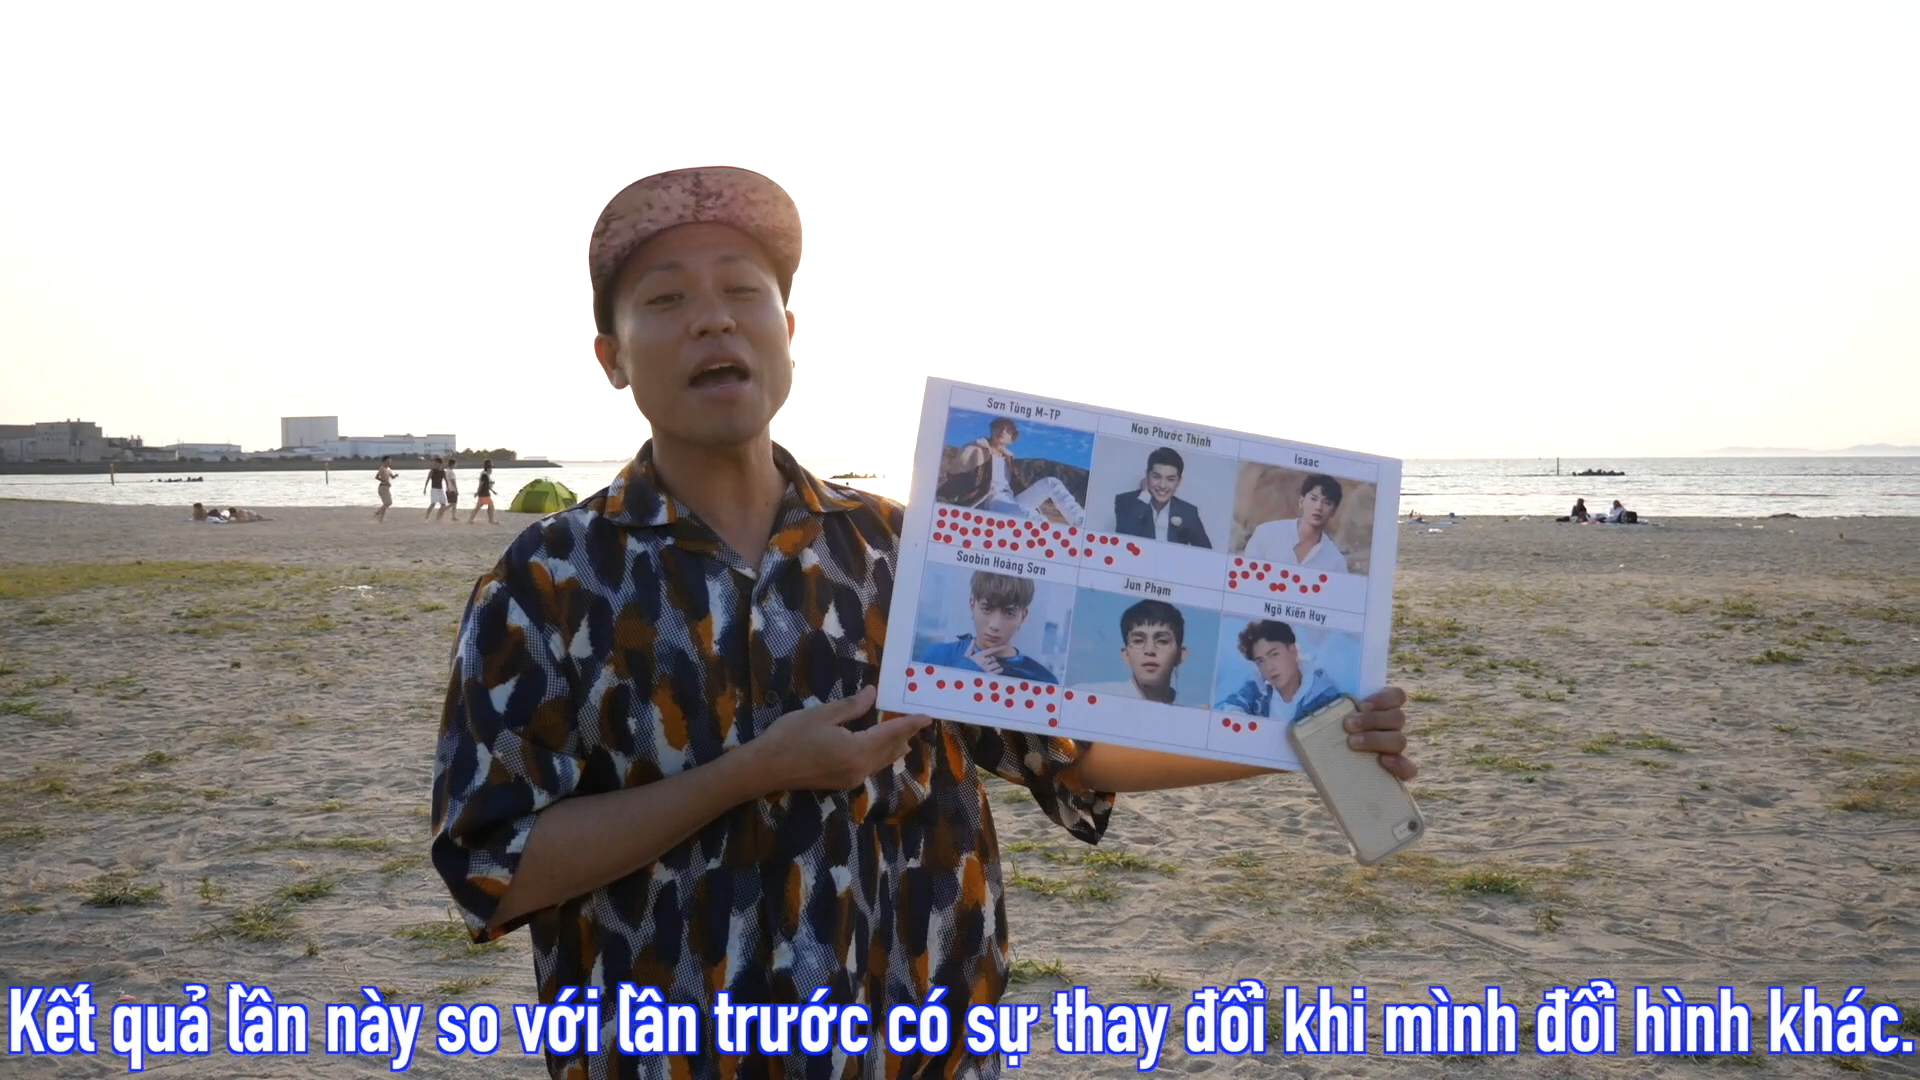 Sơn Tùng M-TP
Noo Phước Thịnh
Isaac
Soobin Hoàng Sơn
Jun Phạm
Ngô Kiến Huy
Kết quả lần này so với lần trước có sự thay đổi khi mình đổi hình khác.